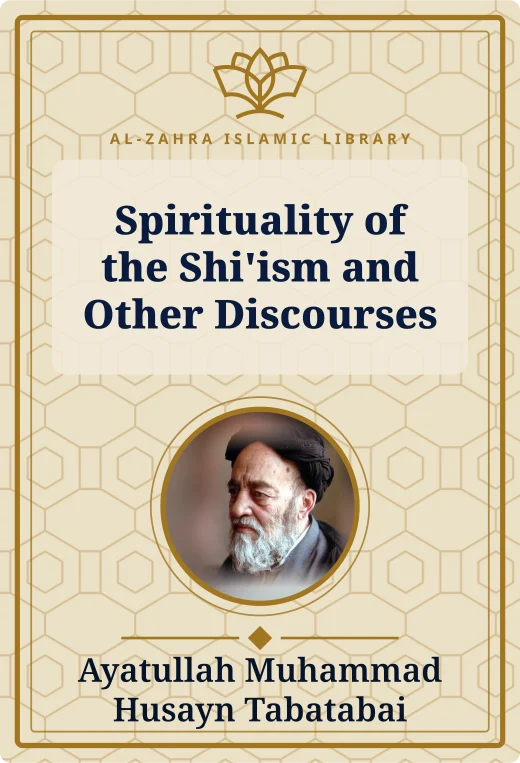 AL-ZAHRA ISLAMIC LIBRARY
Spirituality of
the Shi'ism and
Other Discourses
Ayatullah Muhammad
Husayn Tabatabai